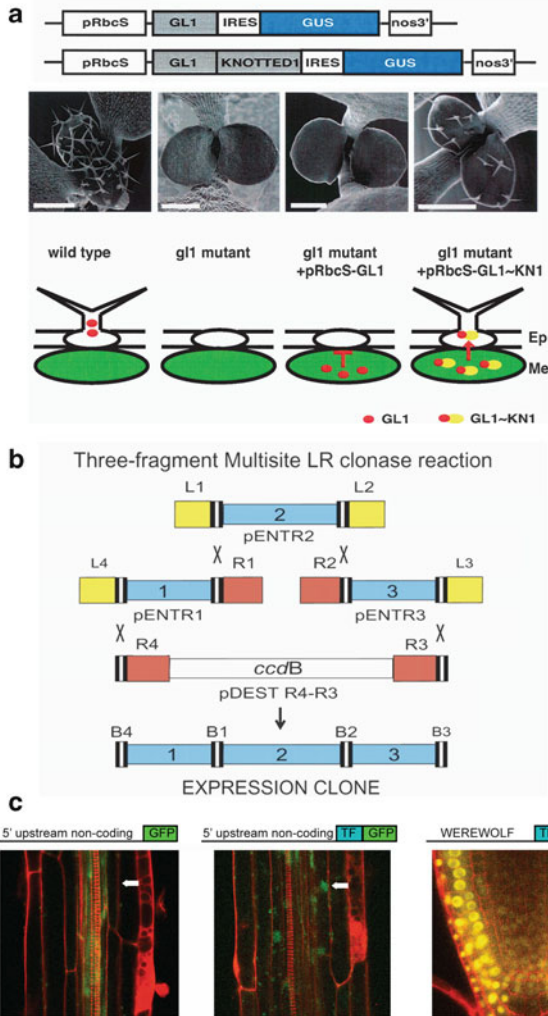 a
pRbcS GL1 IRES GUS nos3'
pRbcS GL1 KNOTTED1 IRES GUS nos3'
wild type
gl1 mutant
gl1 mutant
+pRbcS-GL1
gl1 mutant
+pRbcS-GL1~KN1
Ep
Me
GL1
GL1~KN1
b
Three-fragment Multisite LR clonase reaction
L1 L2
2
pENTR2
L4 R1 R2 L3
1 3
pENTR1 pENTR3
R4 R3
ccdB
pDEST R4-R3
B4 B1 B2 B3
1 2 3
EXPRESSION CLONE
c
5' upstream non-coding GFP
5' upstream non-coding TF GFP
WEREWOLF